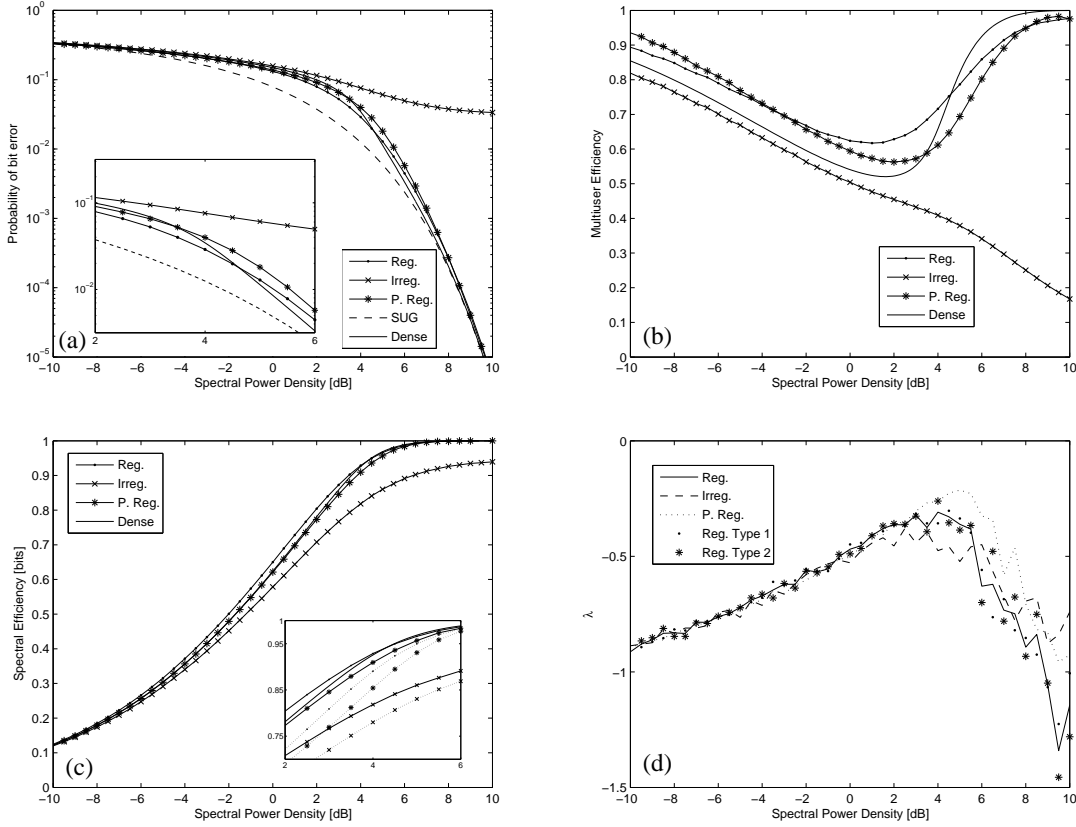 10^0
10^-1
10^-2
10^-3
10^-4
10^-5
Probability of bit error
10^-1
10^-2
2 4 6
Reg.
Irreg.
P. Reg.
SUG
Dense
(a)
−10 −8 −6 −4 −2 0 2 4 6 8 10
Spectral Power Density [dB]
1
0.9
0.8
0.7
0.6
0.5
0.4
0.3
0.2
0.1
0
Multiuser Efficiency
Reg.
Irreg.
P. Reg.
Dense
(b)
−10 −8 −6 −4 −2 0 2 4 6 8 10
Spectral Power Density [dB]
1
0.9
0.8
0.7
0.6
0.5
0.4
0.3
0.2
0.1
0
Spectral Efficiency [bits]
Reg.
Irreg.
P. Reg.
Dense
1
0.95
0.85
0.75
2 4 6
(c)
−10 −8 −6 −4 −2 0 2 4 6 8 10
Spectral Power Density [dB]
0
−0.5
−1
−1.5
λ
Reg.
Irreg.
P. Reg.
Reg. Type 1
Reg. Type 2
(d)
−10 −8 −6 −4 −2 0 2 4 6 8 10
Spectral Power Density [dB]